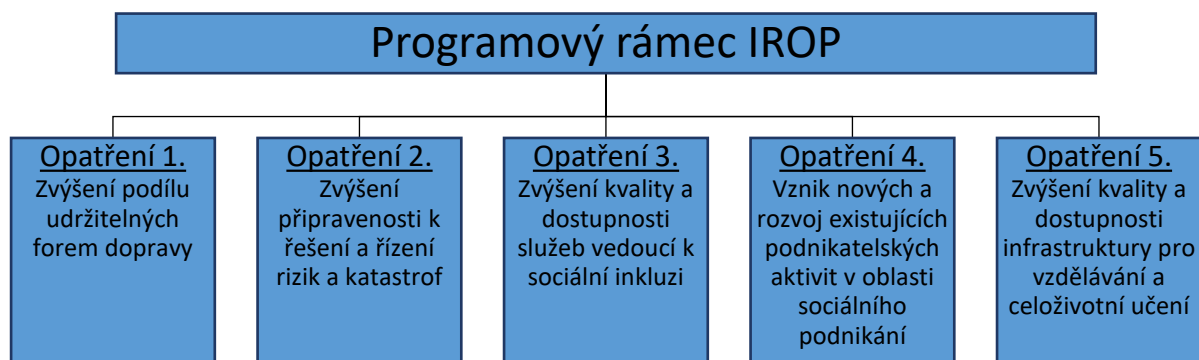 Programový rámec IROP
Opatření 1.
Zvýšení podílu
udržitelných
forem dopravy
Opatření 2.
Zvýšení
připravenosti k
řešení a řízení
rizik a katastrof
Opatření 3.
Zvýšení kvality a
dostupnosti
služeb vedoucí k
sociální inkluzi
Opatření 4.
Vznik nových a
rozvoj existujících
podnikatelských
aktivit v oblasti
sociálního
podnikání
Opatření 5.
Zvýšení kvality a
dostupnosti
infrastruktury pro
vzdělávání a
celoživotní učení